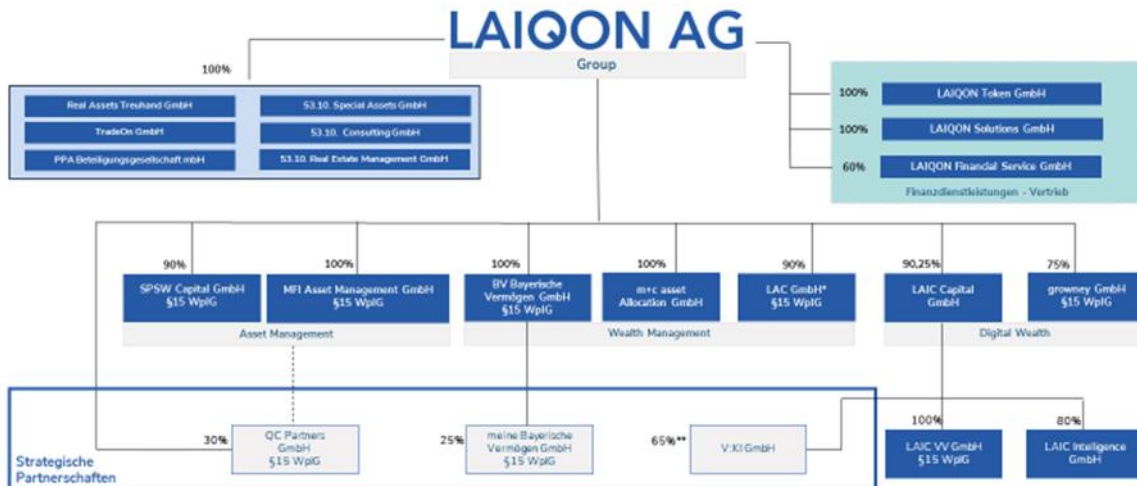 LAIQON AG
Group
100%
Real Assets Treuhand GmbH
53.10. Special Assets GmbH
TradeOn GmbH
53.10. Consulting GmbH
PPA Beteiligungsgesellschaft mbH
53.10. Real Estate Management GmbH
100%
LAIQON Token GmbH
100%
LAIQON Solutions GmbH
60%
LAIQON Financial Service GmbH
Finanzdienstleistungen - Vertrieb
90%
SPSW Capital GmbH
§15 WpIG
100%
MFI Asset Management GmbH
§15 WpIG
Asset Management
100%
BV Bayerische
Vermögen GmbH
§15 WpIG
100%
m+c asset
Allocation GmbH
90%
LAC GmbH*
§15 WpIG
Wealth Management
90,25%
LAIC Capital
GmbH
75%
growney GmbH
§15 WpIG
Digital Wealth
30%
QC Partners
GmbH
§15 WpIG
25%
meine Bayerische
Vermögen GmbH
§15 WpIG
65%**
V:KI GmbH
100%
LAIC VV GmbH
§15 WpIG
80%
LAIC Intelligence
GmbH
Strategische
Partnerschaften